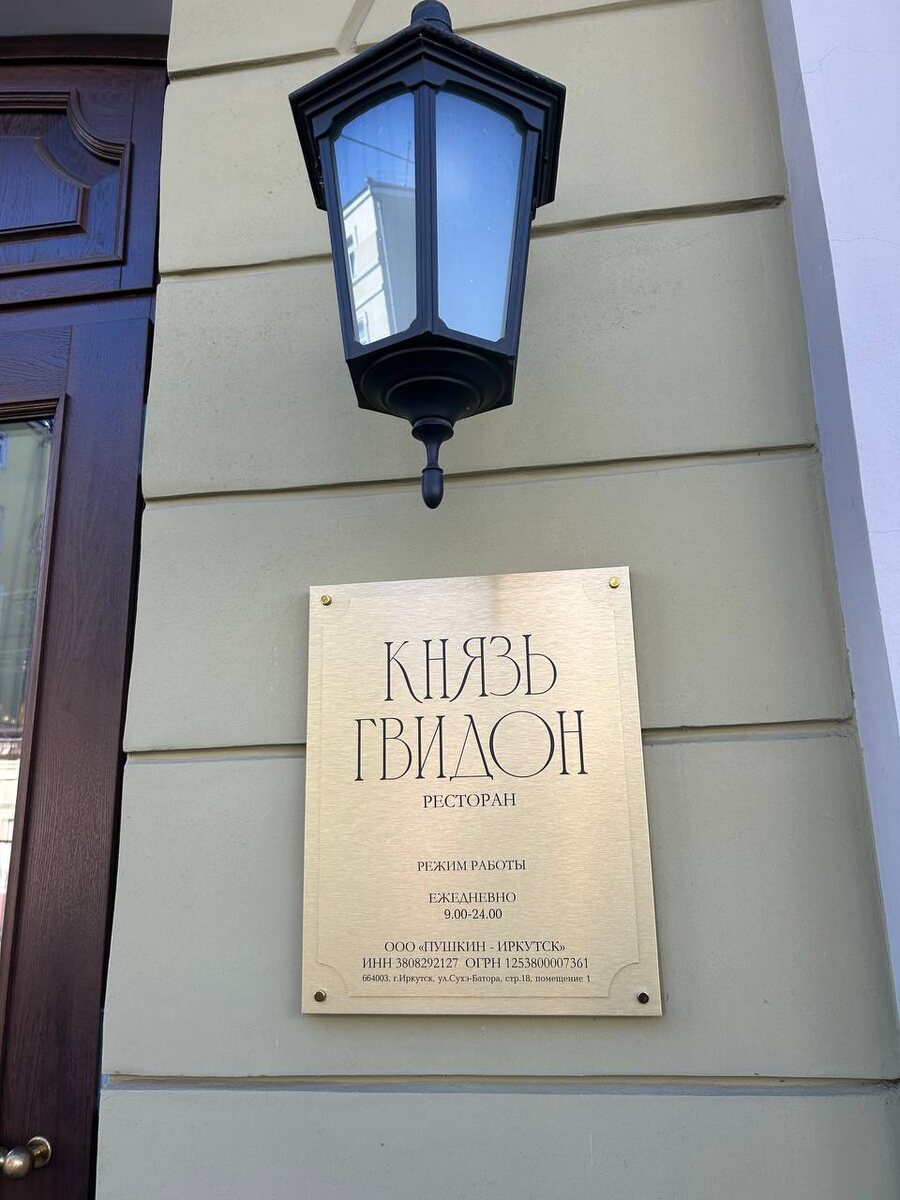 КНЯЗЬ
ГВИДОН
РЕСТОРАН
РЕЖИМ РАБОТЫ
ЕЖЕДНЕВНО
9.00-24.00
ООО «ПУШКИН - ИРКУТСК»
ИНН 3808292127 ОГРН 1253800007361
664003, г.Иркутск, ул.Сухэ-Батора, стр.18, помещение 1